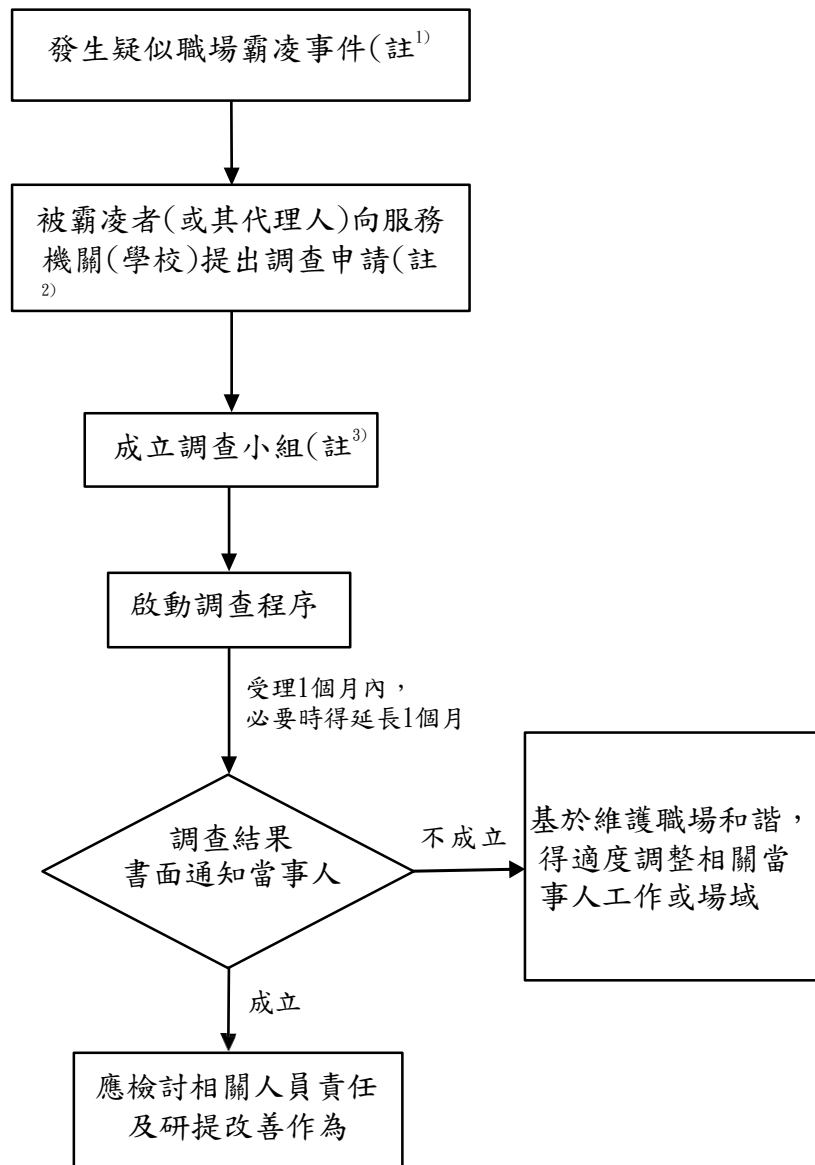 發生疑似職場霸凌事件(註1)
被霸凌者(或其代理人)向服務
機關(學校)提出調查申請(註
2)
成立調查小組(註3)
啟動調查程序
受理1個月內，
必要時得延長1個月
調查結果
書面通知當事人
不成立
基於維護職場和諧，
得適度調整相關當
事人工作或場域
成立
應檢討相關人員責任
及研提改善作為